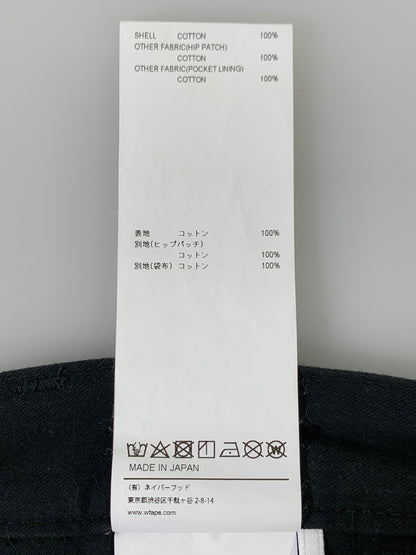 SHELL COTTON 100%
OTHER FABRIC(HIP PATCH)
COTTON 100%
OTHER FABRIC(POCKET LINING)
COTTON 100%
表地 コットン 100%
別地(ヒップパッチ)
コットン 100%
別地(袋布) コットン 100%
MADE IN JAPAN
(有) ネイバーフッド
東京都渋谷区千駄ヶ谷 2-8-14
www.wtaps.com